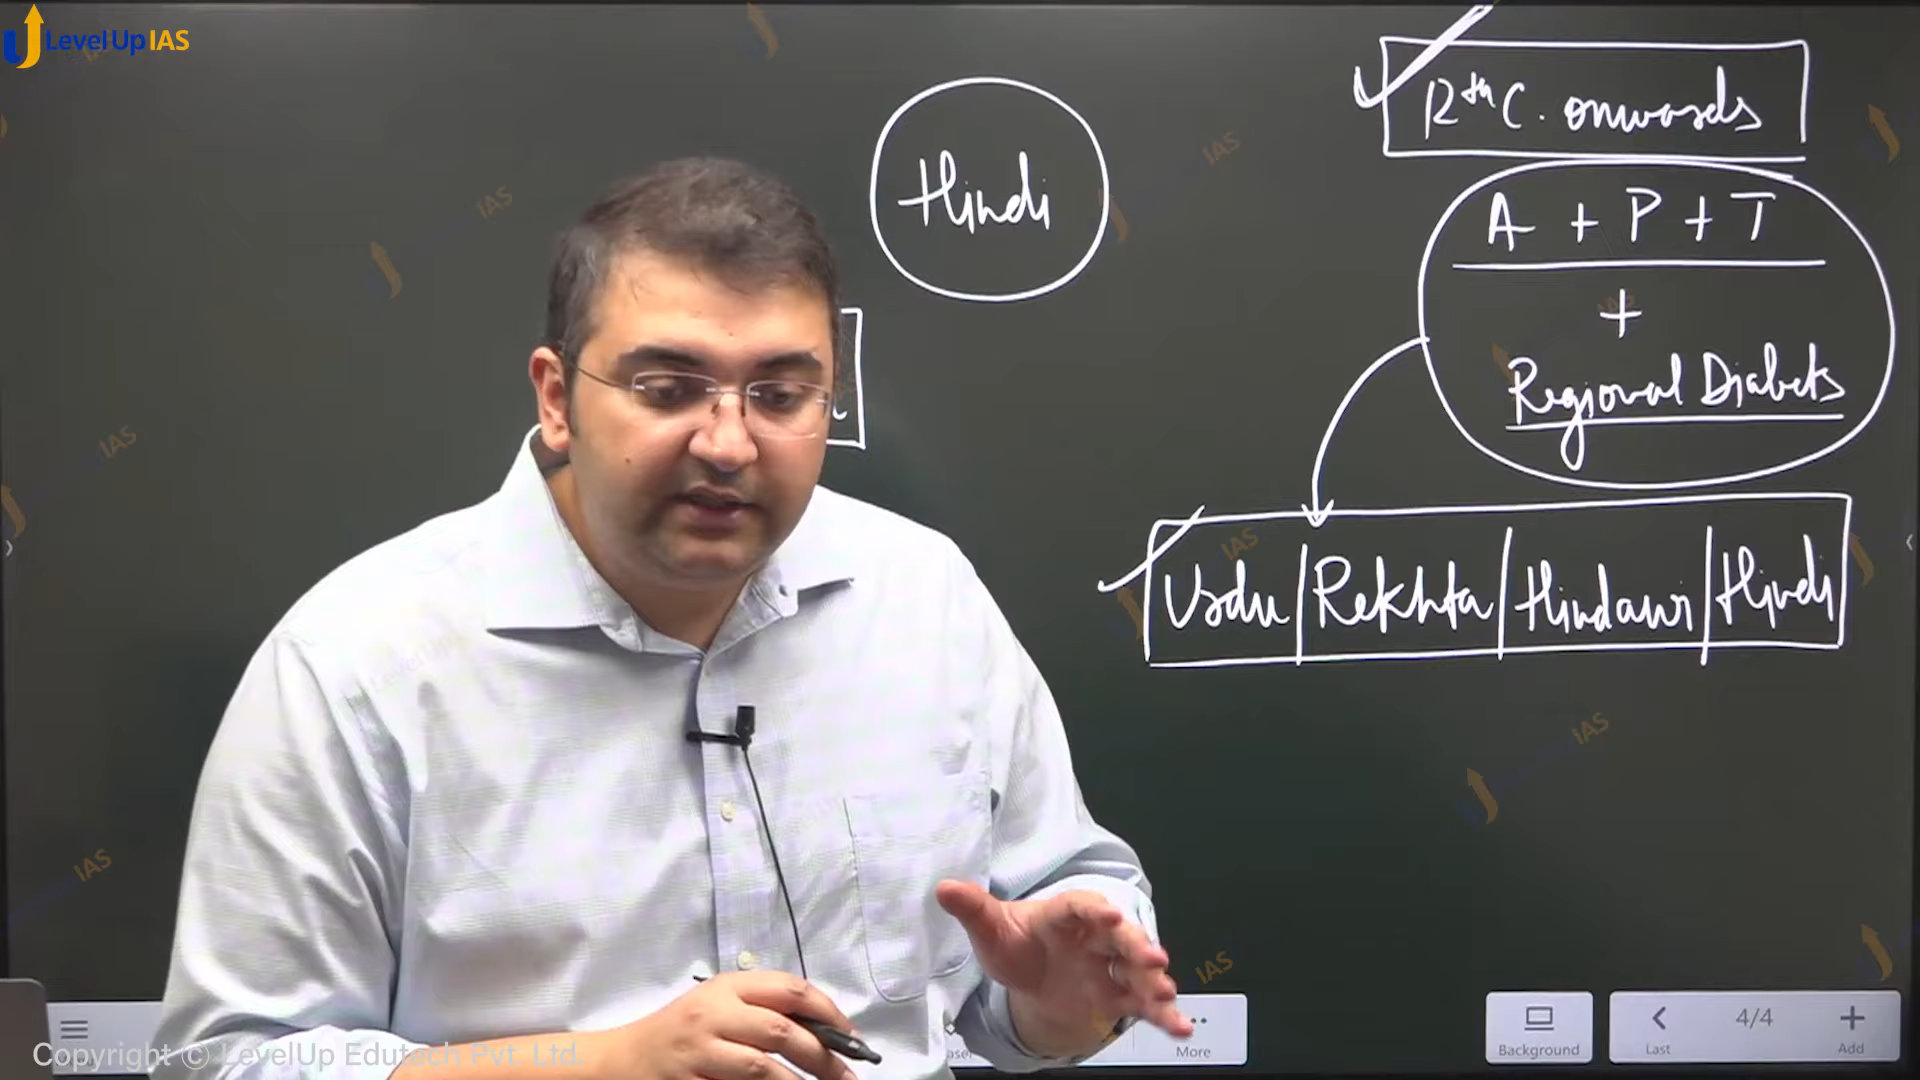 LevelUp IAS
Hindi
12th C. onwards
A + P + T
+
Regional Dialects
Urdu | Rekhta | Hindawi | Hindi
Background
Last
4/4
Add
More
Copyright © LevelUp Edutech Pvt. Ltd.